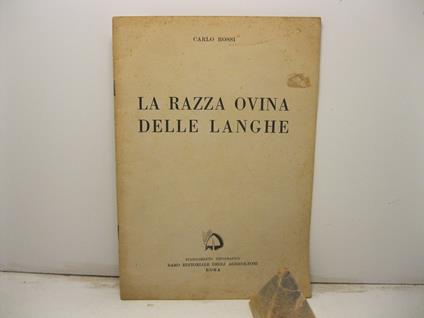 CARLO ROSSI
LA RAZZA OVINA
DELLE LANGHE
STABILIMENTO TIPOGRAFICO
RAMO EDITORIALE DEGLI AGRICOLTORI
ROMA